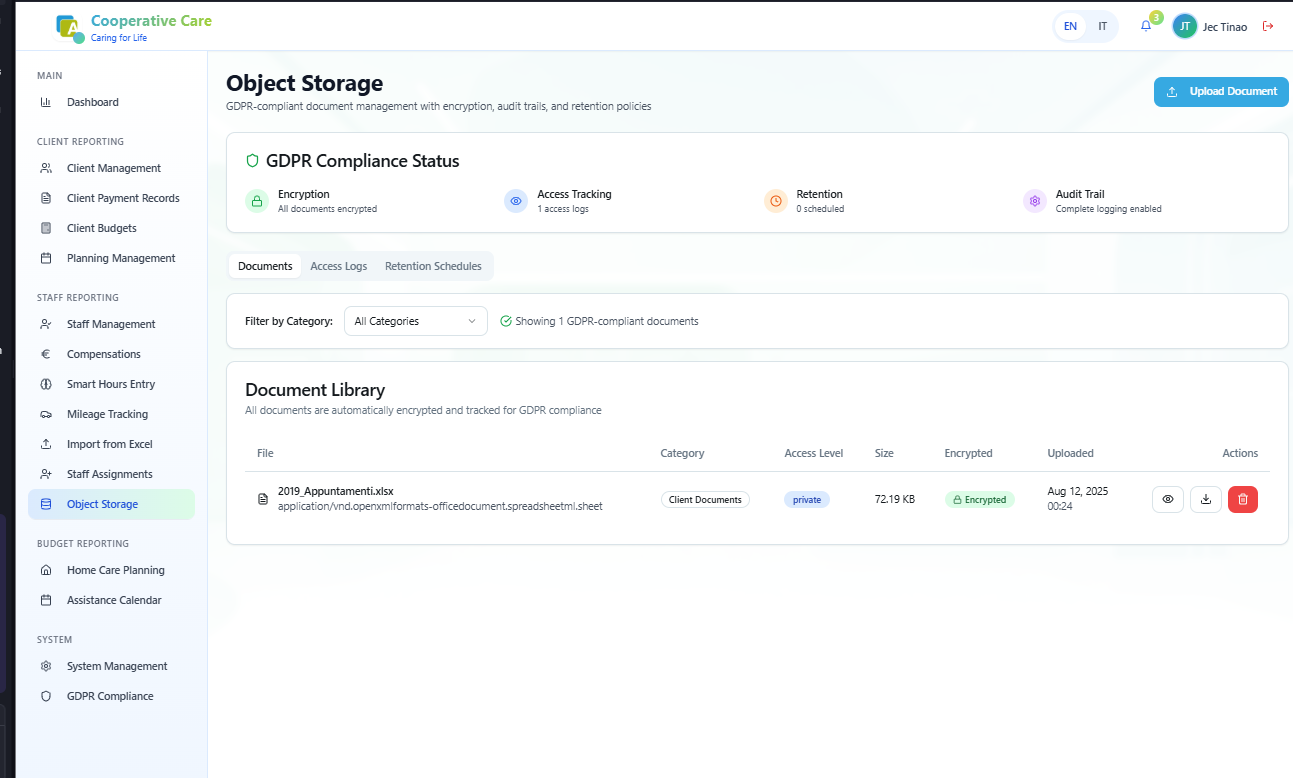 Cooperative Care
Caring for Life
EN IT
3
JT Jec Tinao
MAIN
Dashboard
CLIENT REPORTING
Client Management
Client Payment Records
Client Budgets
Planning Management
STAFF REPORTING
Staff Management
Compensations
Smart Hours Entry
Mileage Tracking
Import from Excel
Staff Assignments
Object Storage
BUDGET REPORTING
Home Care Planning
Assistance Calendar
SYSTEM
System Management
GDPR Compliance
Object Storage
GDPR-compliant document management with encryption, audit trails, and retention policies
Upload Document
GDPR Compliance Status
Encryption
All documents encrypted
Access Tracking
1 access logs
Retention
0 scheduled
Audit Trail
Complete logging enabled
Documents Access Logs Retention Schedules
Filter by Category: All Categories Showing 1 GDPR-compliant documents
Document Library
All documents are automatically encrypted and tracked for GDPR compliance
File Category Access Level Size Encrypted Uploaded Actions
2019_Appuntamenti.xlsx
application/vnd.openxmlformats-officedocument.spreadsheetml.sheet
Client Documents private 72.19 KB Encrypted
Aug 12, 2025
00:24